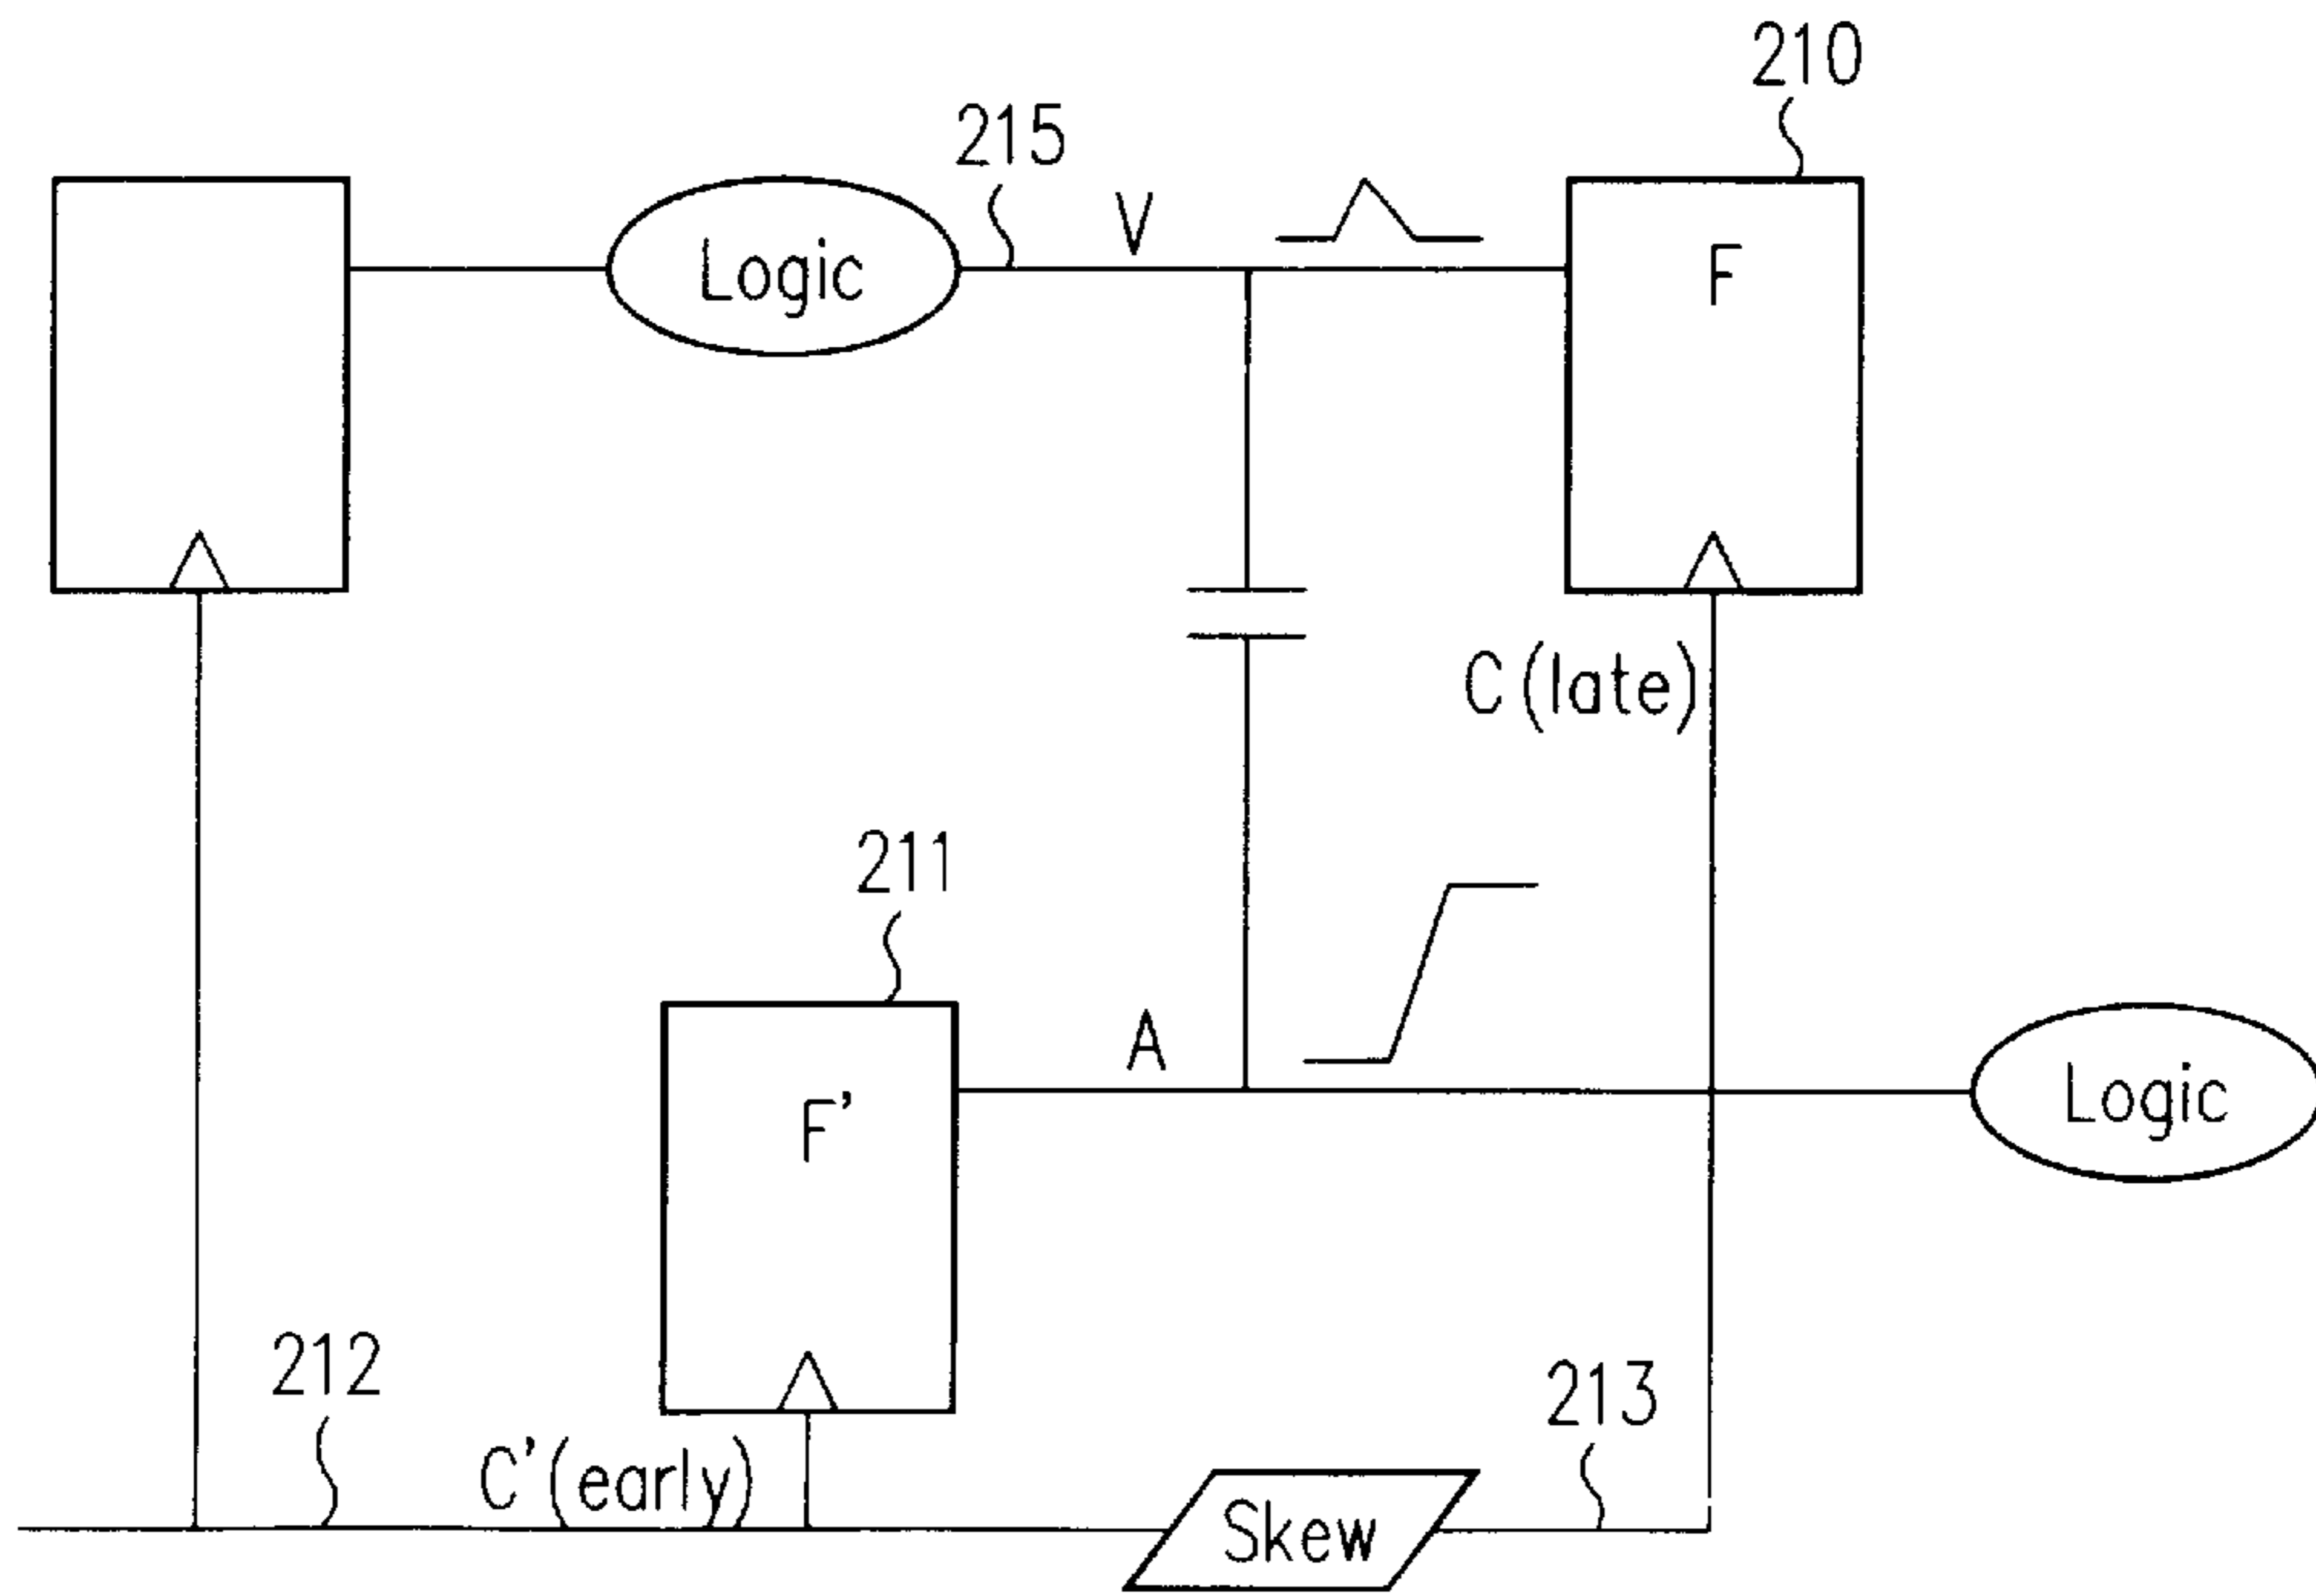 210
215
V
Logic
F
C (late)
211
A
F'
Logic
212
213
C' (early)
Skew